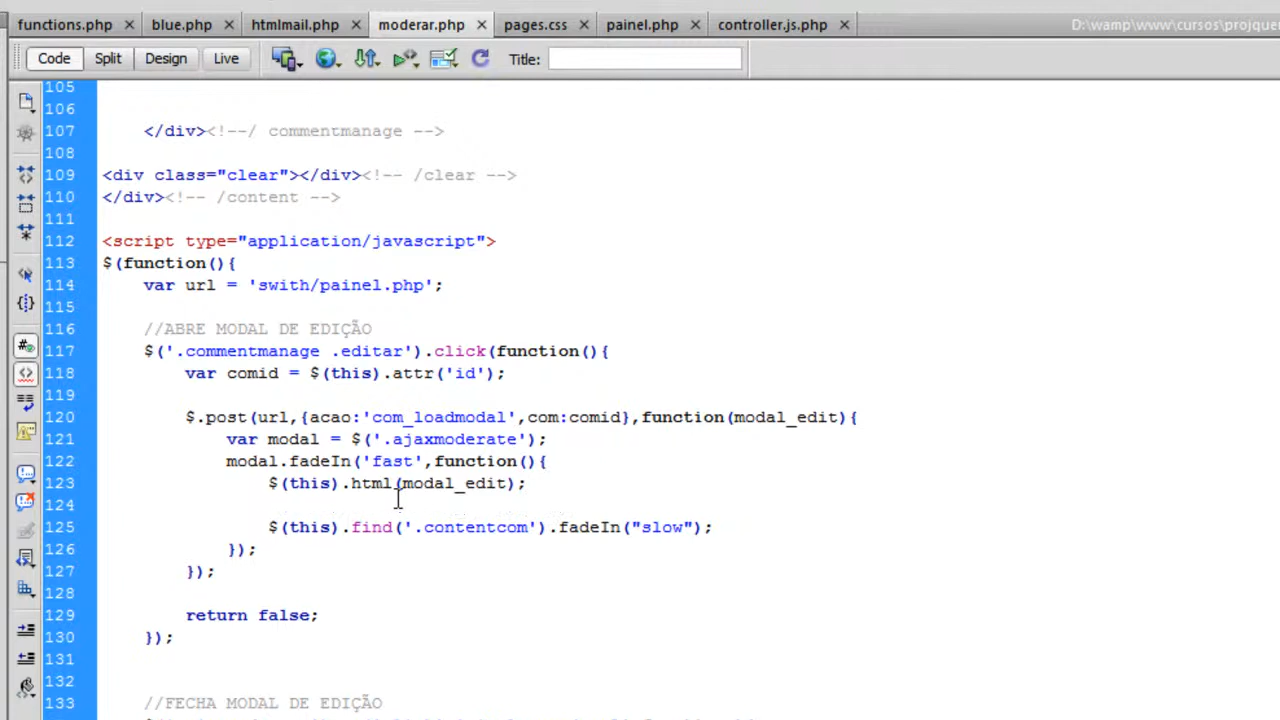 functions.php blue.php htmlmail.php moderar.php pages.css painel.php controller.js.php D:\wamp\www\cursos\projque
Code Split Design Live Title:
105
106
107 </div><!--/ commentmanage -->
108
109 <div class="clear"></div><!-- /clear -->
110 </div><!-- /content -->
111
112 <script type="application/javascript">
113 $(function(){
114 var url = 'swith/painel.php';
115
116 //ABRE MODAL DE EDIÇÃO
117 $('.commentmanage .editar').click(function(){
118 var comid = $(this).attr('id');
119
120 $.post(url,{acao:'com_loadmodal',com:comid},function(modal_edit){
121 var modal = $('.ajaxmoderate');
122 modal.fadeIn('fast',function(){
123 $(this).html(modal_edit);
124
125 $(this).find('.contentcom').fadeIn("slow");
126 });
127 });
128
129 return false;
130 });
131
132
133 //FECHA MODAL DE EDIÇÃO